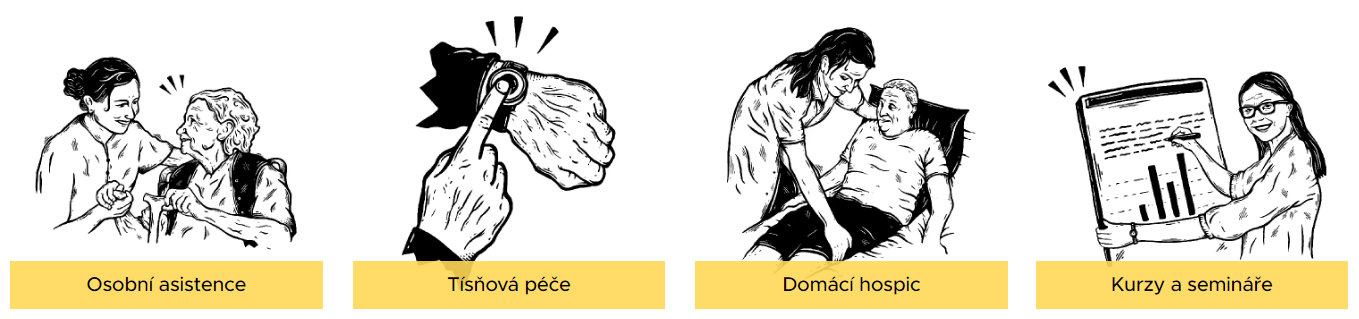 Osobní asistence
Tísňová péče
Domácí hospic
Kurzy a semináře